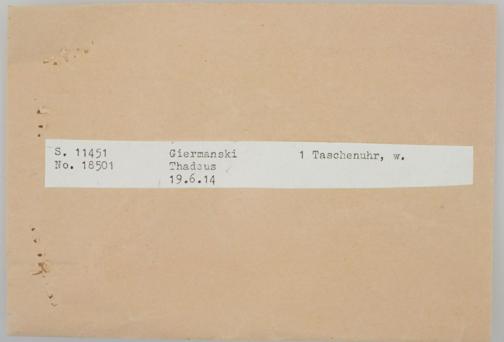 S. 11451 Giermanski 1 Taschenuhr, w.
No. 18501 Thadeus
19.6.14